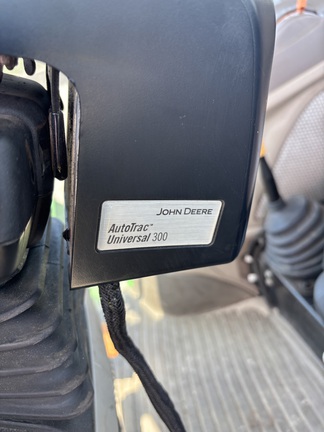 JOHN DEERE
AutoTrac™
Universal 300